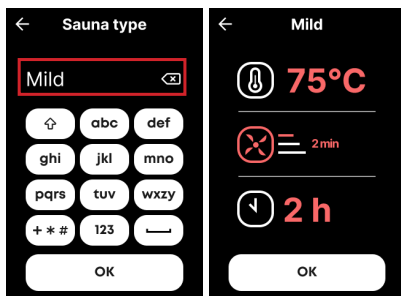 Sauna type
Mild
abc
def
ghi
jkl
mno
pqrs
tuv
wxzy
+ * #
123
OK
Mild
75°C
2 min
2 h
OK